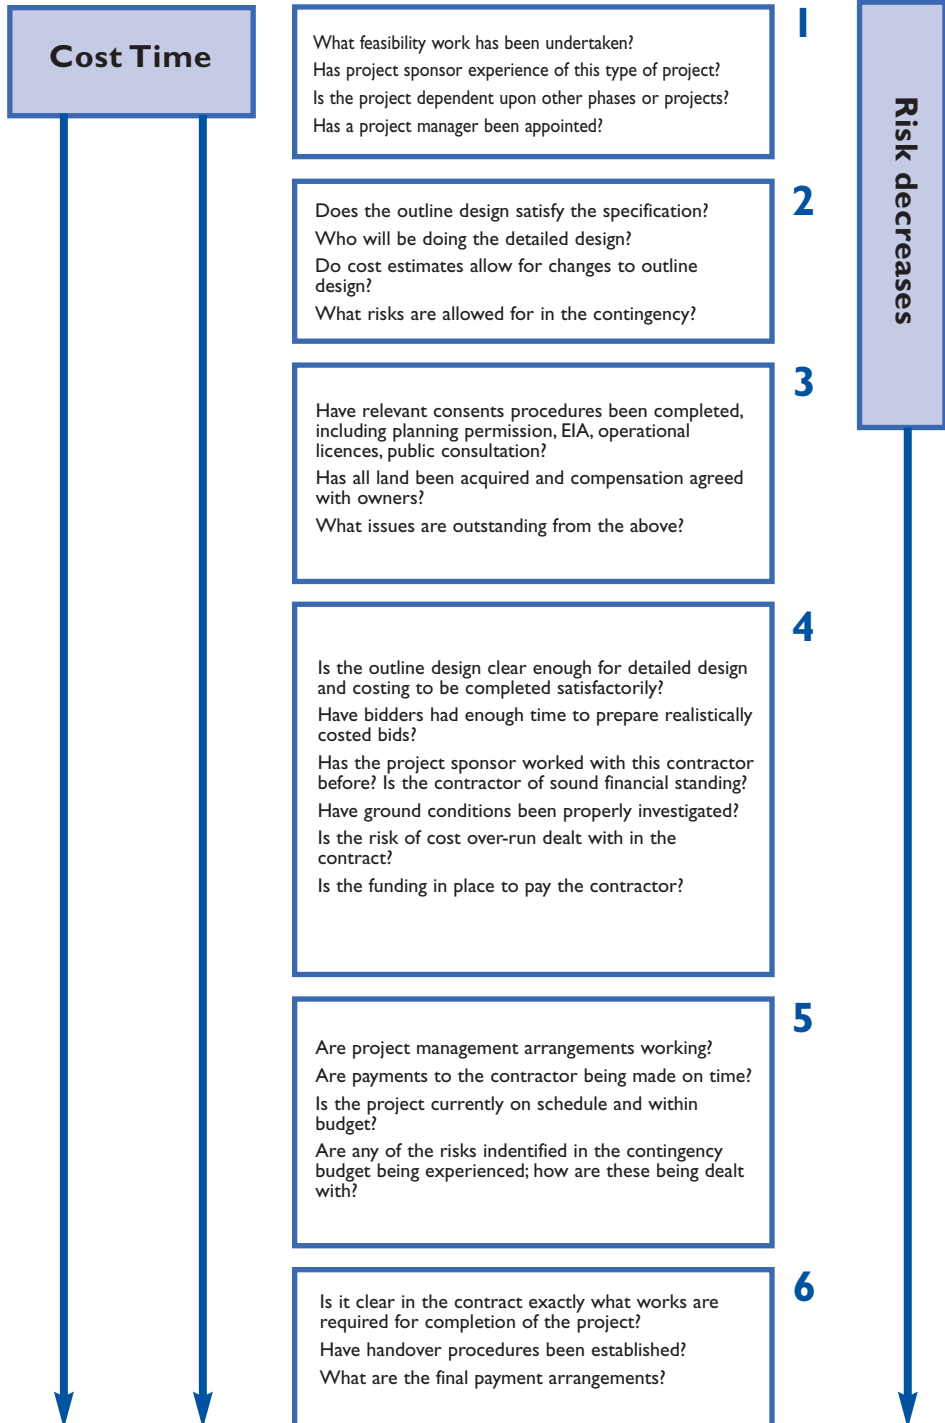 Cost Time
1
What feasibility work has been undertaken?
Has project sponsor experience of this type of project?
Is the project dependent upon other phases or projects?
Has a project manager been appointed?
Risk decreases
2
Does the outline design satisfy the specification?
Who will be doing the detailed design?
Do cost estimates allow for changes to outline
design?
What risks are allowed for in the contingency?
3
Have relevant consents procedures been completed,
including planning permission, EIA, operational
licences, public consultation?
Has all land been acquired and compensation agreed
with owners?
What issues are outstanding from the above?
4
Is the outline design clear enough for detailed design
and costing to be completed satisfactorily?
Have bidders had enough time to prepare realistically
costed bids?
Has the project sponsor worked with this contractor
before? Is the contractor of sound financial standing?
Have ground conditions been properly investigated?
Is the risk of cost over-run dealt with in the
contract?
Is the funding in place to pay the contractor?
5
Are project management arrangements working?
Are payments to the contractor being made on time?
Is the project currently on schedule and within
budget?
Are any of the risks indentified in the contingency
budget being experienced; how are these being dealt
with?
6
Is it clear in the contract exactly what works are
required for completion of the project?
Have handover procedures been established?
What are the final payment arrangements?